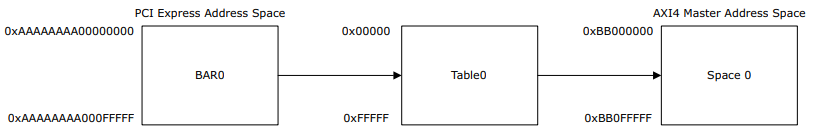 PCI Express Address Space
AXI4 Master Address Space
0xAAAAAAAA00000000
0x00000
0xBB000000
BAR0
Table0
Space 0
0xAAAAAAAA000FFFFF
0xFFFFF
0xBB0FFFFF